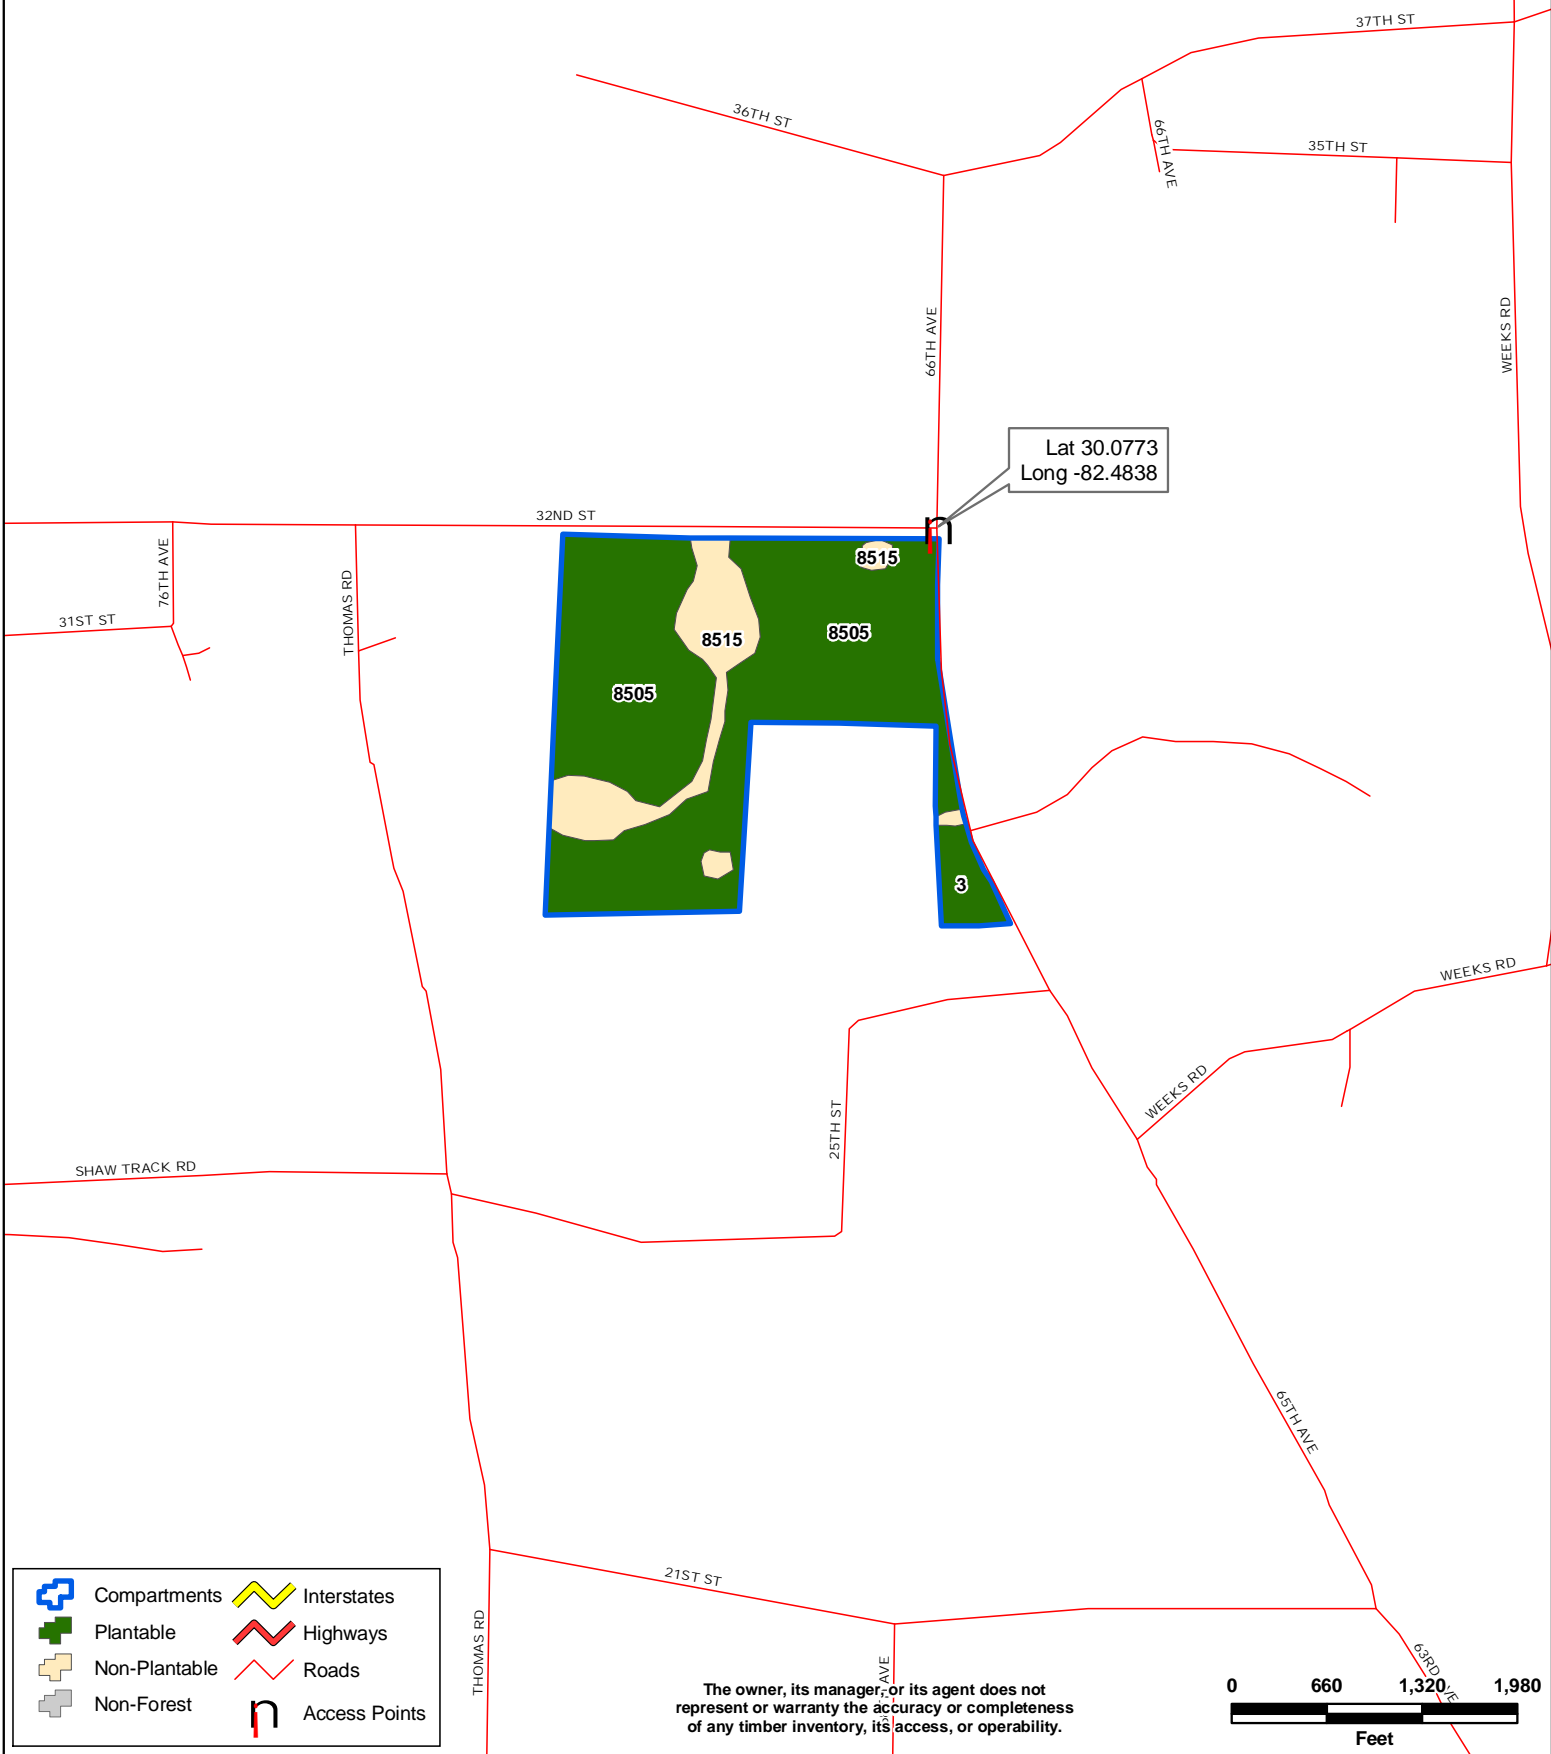 37TH ST
36TH ST
66TH AVE
35TH ST
66TH AVE
WEEKS RD
Lat 30.0773
Long -82.4838
32ND ST
76TH AVE
THOMAS RD
31ST ST
8515
8515
8505
8505
3
WEEKS RD
WEEKS RD
25TH ST
SHAW TRACK RD
65TH AVE
21ST ST
THOMAS RD
AVE
63RD AVE
Compartments
Plantable
Non-Plantable
Non-Forest
Interstates
Highways
Roads
Access Points
The owner, its manager, or its agent does not
represent or warranty the accuracy or completeness
of any timber inventory, its access, or operability.
0 660 1,320 1,980
Feet